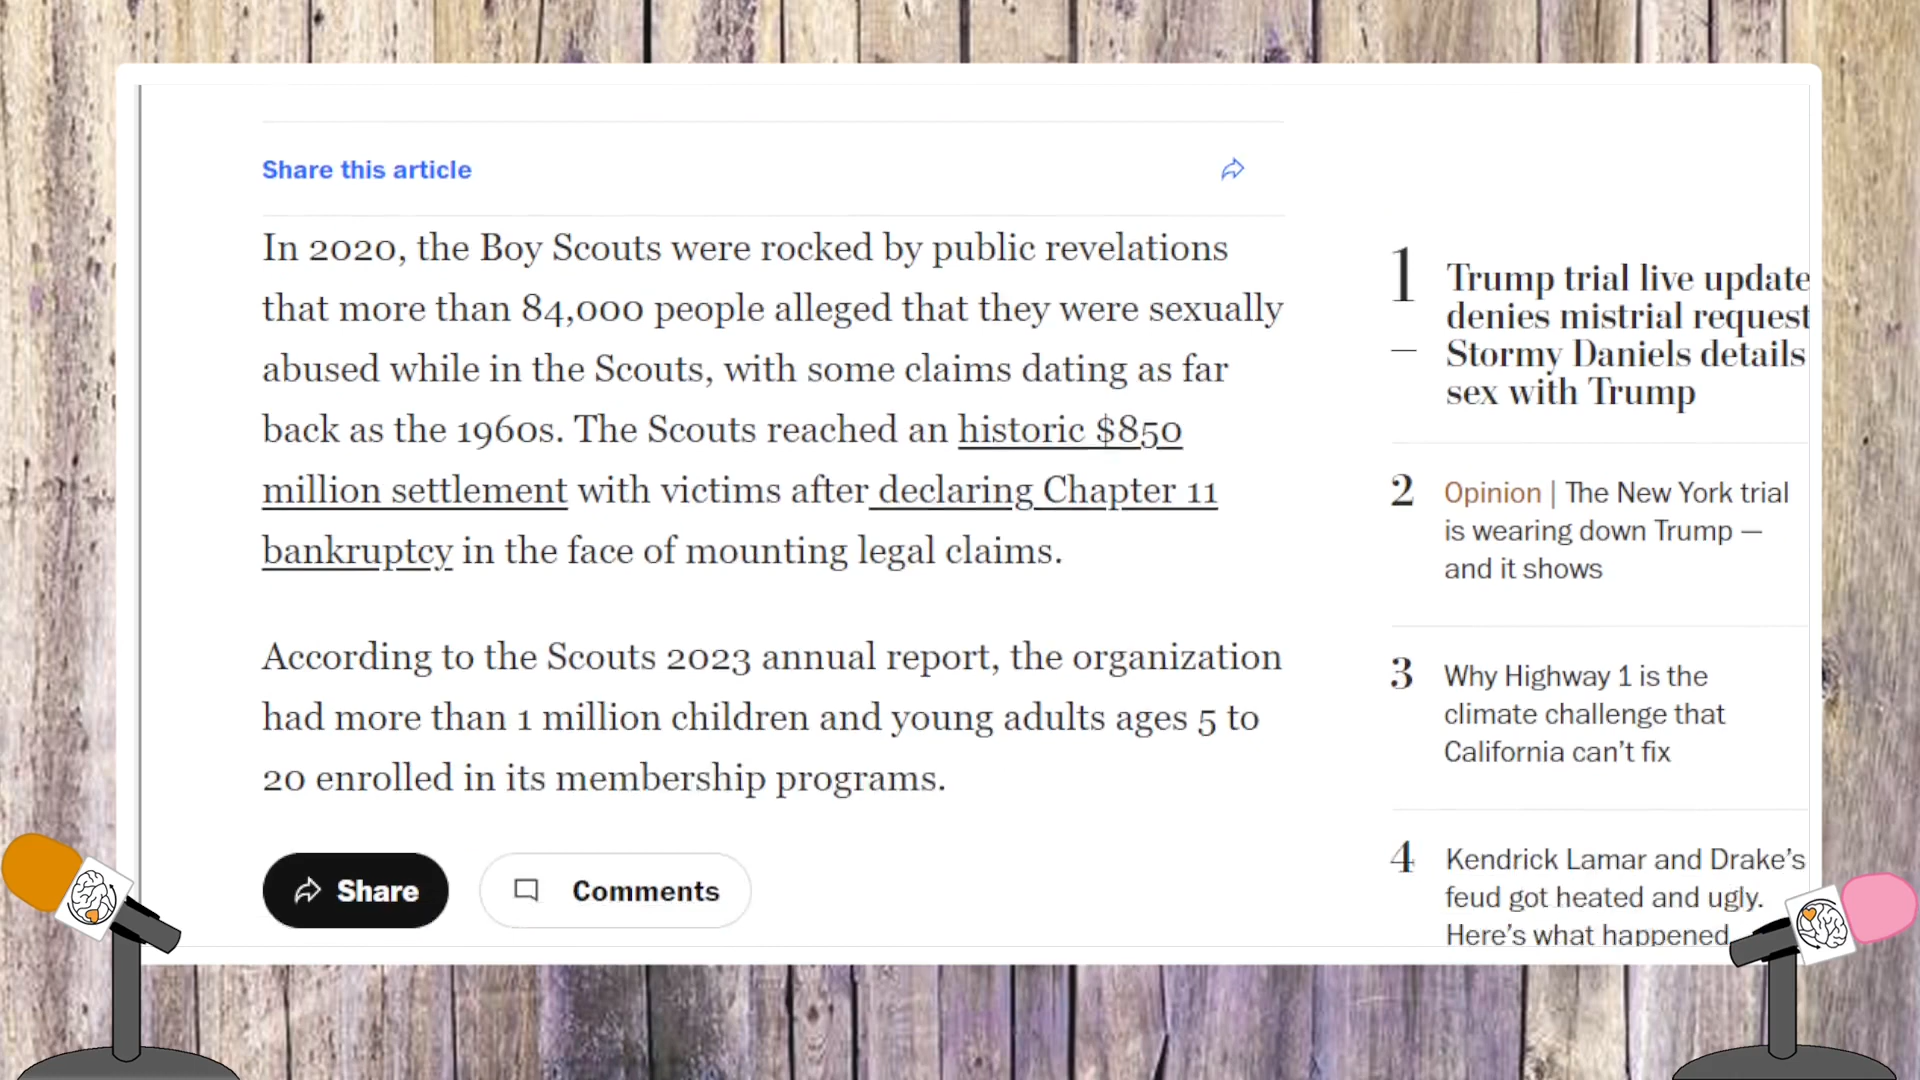 Share this article
In 2020, the Boy Scouts were rocked by public revelations
that more than 84,000 people alleged that they were sexually
abused while in the Scouts, with some claims dating as far
back as the 1960s. The Scouts reached an historic $850
million settlement with victims after declaring Chapter 11
bankruptcy in the face of mounting legal claims.
According to the Scouts 2023 annual report, the organization
had more than 1 million children and young adults ages 5 to
20 enrolled in its membership programs.
Share
Comments
1
Trump trial live update
denies mistrial request
Stormy Daniels details
sex with Trump
2
Opinion | The New York trial
is wearing down Trump —
and it shows
3
Why Highway 1 is the
climate challenge that
California can’t fix
4
Kendrick Lamar and Drake’s
feud got heated and ugly.
Here’s what happened